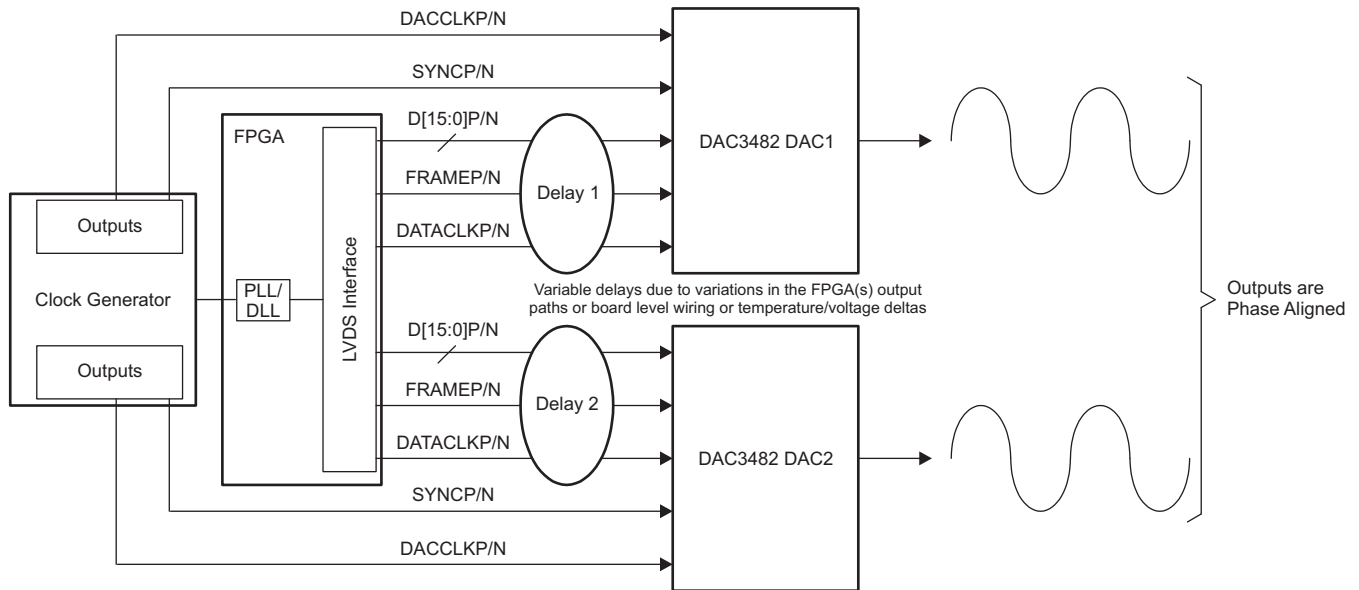 DACCLKP/N
SYNCP/N
D[15:0]P/N
FPGA
DAC3482 DAC1
FRAMEP/N
Delay 1
Outputs
DATACLKP/N
LVDS Interface
Clock Generator
PLL/
DLL
Variable delays due to variations in the FPGA(s) output
paths or board level wiring or temperature/voltage deltas
Outputs are
Phase Aligned
D[15:0]P/N
Outputs
FRAMEP/N
Delay 2
DATACLKP/N
DAC3482 DAC2
SYNCP/N
DACCLKP/N